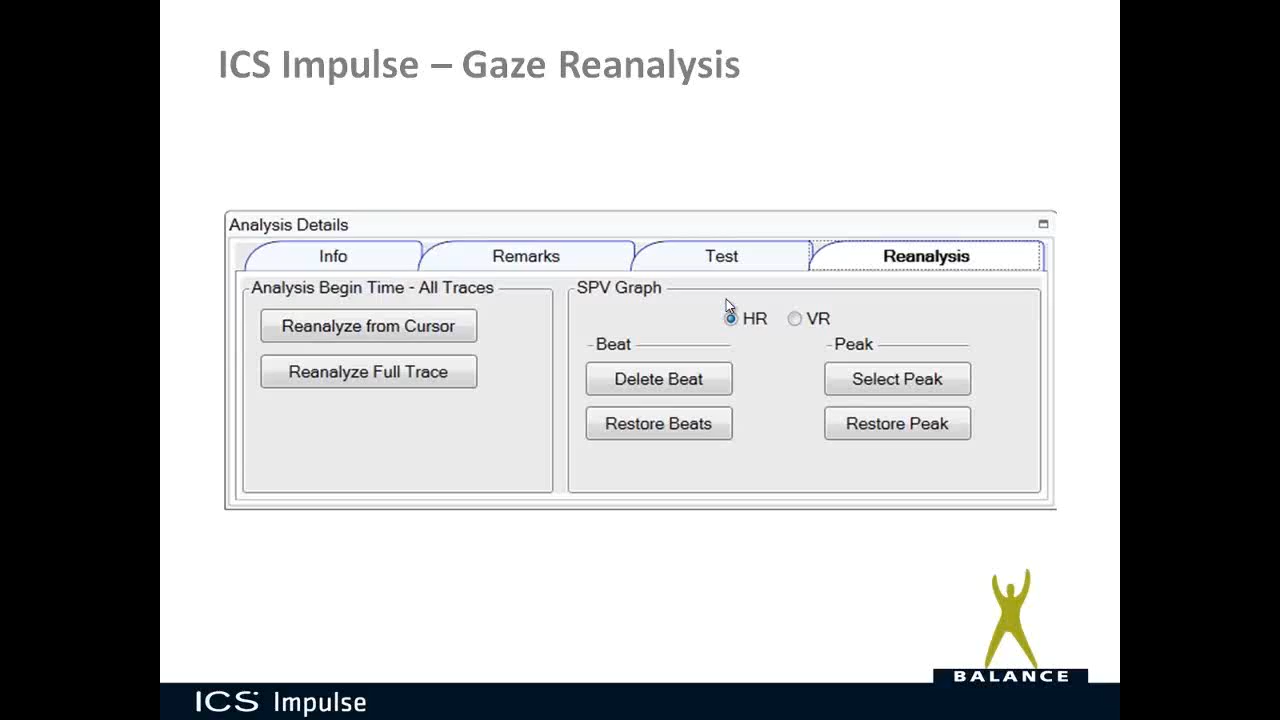 ICS Impulse – Gaze Reanalysis
Analysis Details
Info Remarks Test Reanalysis
Analysis Begin Time - All Traces
Reanalyze from Cursor
Reanalyze Full Trace
SPV Graph
HR VR
Beat Peak
Delete Beat Select Peak
Restore Beats Restore Peak
BALANCE
ICS Impulse